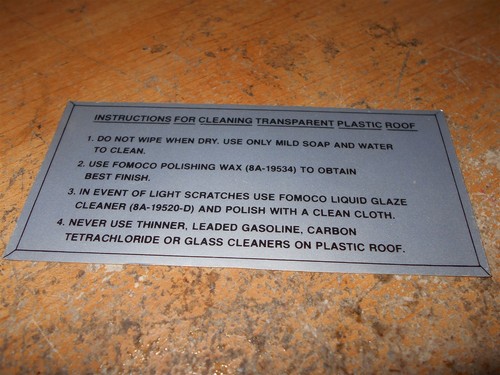 INSTRUCTIONS FOR CLEANING TRANSPARENT PLASTIC ROOF
1. DO NOT WIPE WHEN DRY. USE ONLY MILD SOAP AND WATER
TO CLEAN.
2. USE FOMOCO POLISHING WAX (8A-19534) TO OBTAIN
BEST FINISH.
3. IN EVENT OF LIGHT SCRATCHES USE FOMOCO LIQUID GLAZE
CLEANER (8A-19520-D) AND POLISH WITH A CLEAN CLOTH.
4. NEVER USE THINNER, LEADED GASOLINE, CARBON
TETRACHLORIDE OR GLASS CLEANERS ON PLASTIC ROOF.